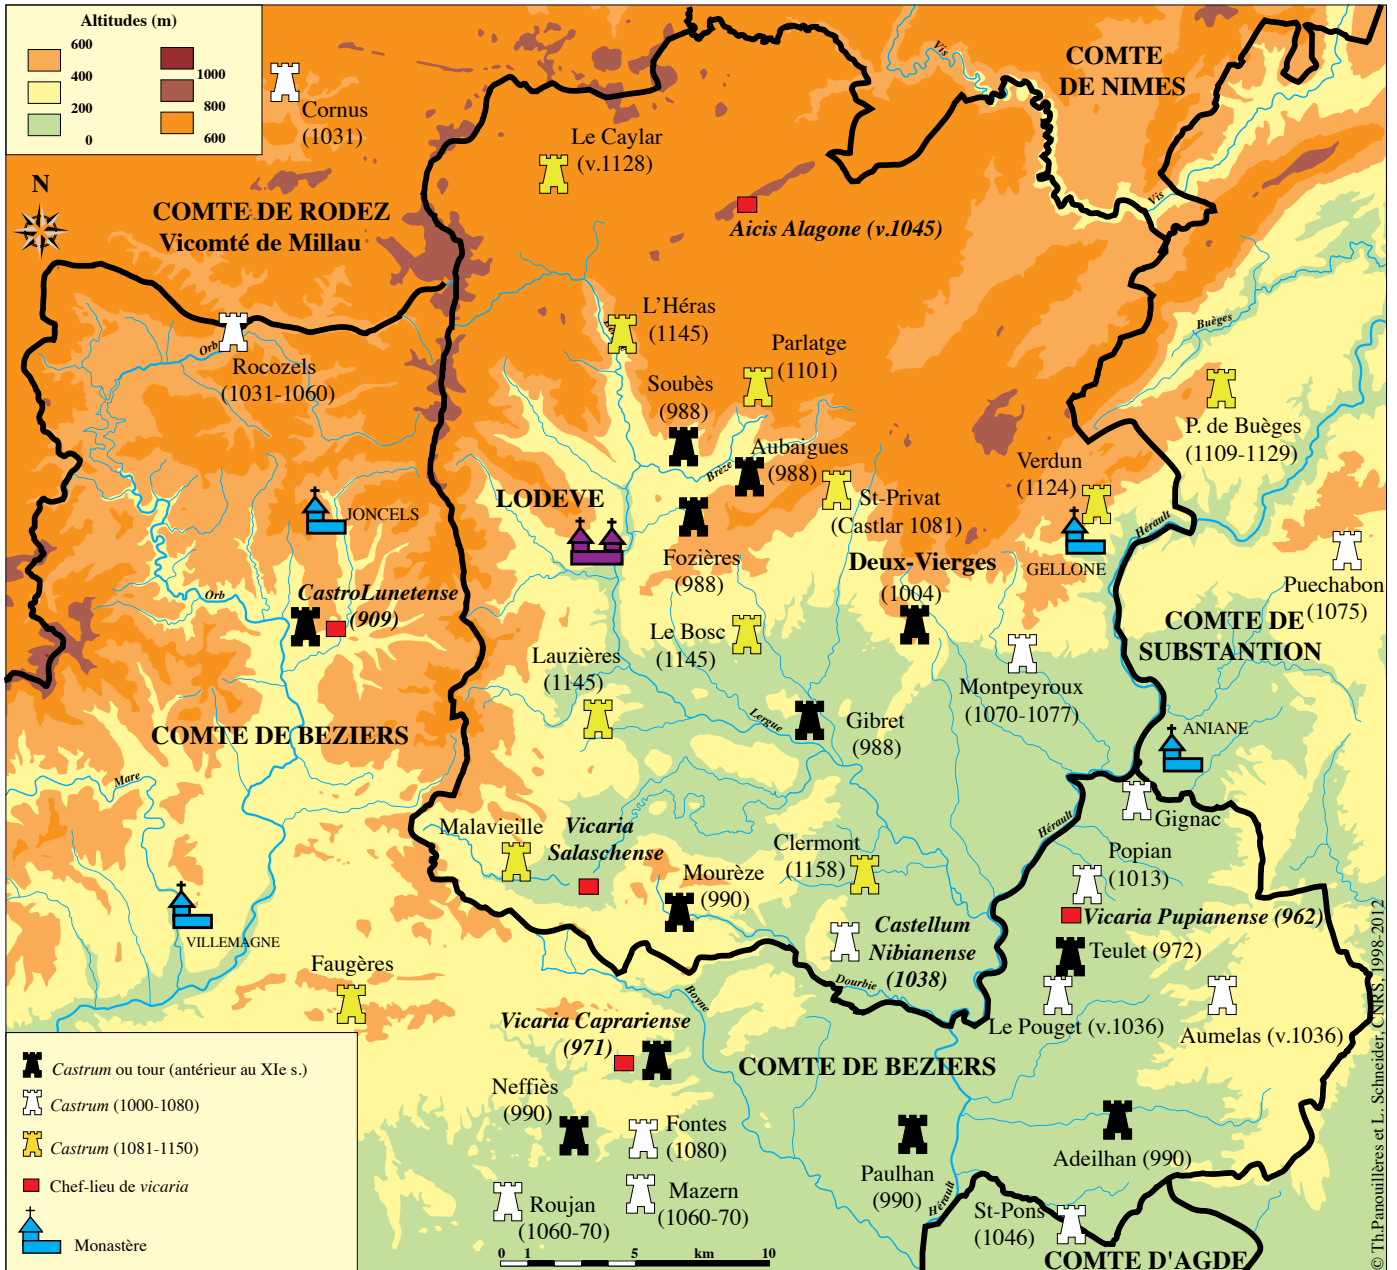 Altitudes (m)
600
400
200
0
1000
800
600
N
Cornus
(1031)
COMTE DE RODEZ
Vicomté de Millau
Le Caylar
(v.1128)
Aicis Alagone (v.1045)
Vis
COMTE
DE NIMES
Vis
Buèges
L'Héras
(1145)
Parlatge
(1101)
Soubès
(988)
Aubaigues
(988)
Brèze
Orb
Rocozels
(1031-1060)
P. de Buèges
(1109-1129)
Verdun
(1124)
St-Privat
(Castlar 1081)
LODEVE
Fozières
(988)
Deux-Vierges
(1004)
GELLONE
Hérault
Puechabon
(1075)
JONCELS
CastroLunetense
(909)
Orb
COMTE DE
SUBSTANTION
Le Bosc
(1145)
Lauzières
(1145)
Montpeyroux
(1070-1077)
Lergue
Gibret
(988)
ANIANE
COMTE DE BEZIERS
Mare
Gignac
Hérault
Malavieille
Vicaria
Salaschense
Clermont
(1158)
Popian
(1013)
Mourèze
(990)
Vicaria Pupianense (962)
Castellum
Nibianense
(1038)
Teulet (972)
VILLEMAGNE
Faugères
Dourbie
Boyne
Le Pouget (v.1036)
Aumelas (v.1036)
Vicaria Caprariense
(971)
COMTE DE BEZIERS
Neffiès
(990)
Fontes
(1080)
Paulhan
(990)
Adeilhan (990)
Roujan
(1060-70)
Mazern
(1060-70)
Hérault
St-Pons
(1046)
COMTE D'AGDE
Castrum ou tour (antérieur au XIe s.)
Castrum (1000-1080)
Castrum (1081-1150)
Chef-lieu de vicaria
Monastère
0 1 5 km 10
© Th.Panouillères et L. Schneider, CNRS, 1998-2012